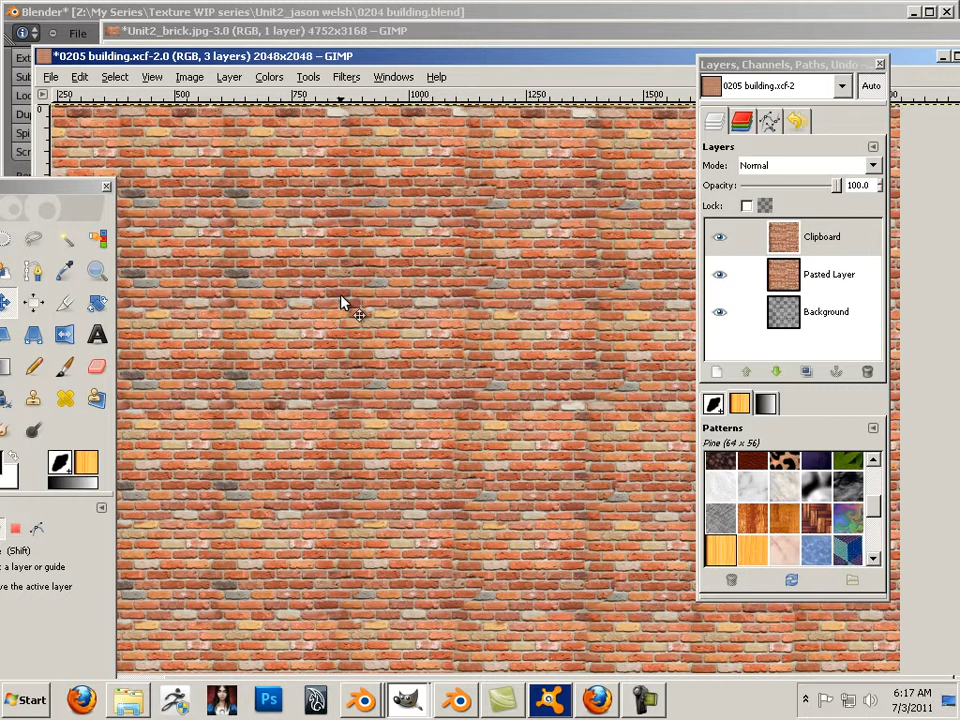 Blender* [Z:\My Series\Texture WIP series\Unit2_jason welsh\0204 building.blend]
File
*Unit2_brick.jpg-3.0 (RGB, 1 layer) 4752x3168 – GIMP
*0205 building.xcf-2.0 (RGB, 3 layers) 2048x2048 – GIMP
File Edit Select View Image Layer Colors Tools Filters Windows Help
250 500 750 1000 1250 1500
0
Layers, Channels, Paths, Undo -
0205 building.xcf-2
Auto
Layers
Mode: Normal
Opacity: 100.0
Lock:
Clipboard
Pasted Layer
Background
Patterns
Pine (64 x 56)
(Shift)
a layer or guide
ve the active layer
Start
Ps
6:17 AM
7/3/2011